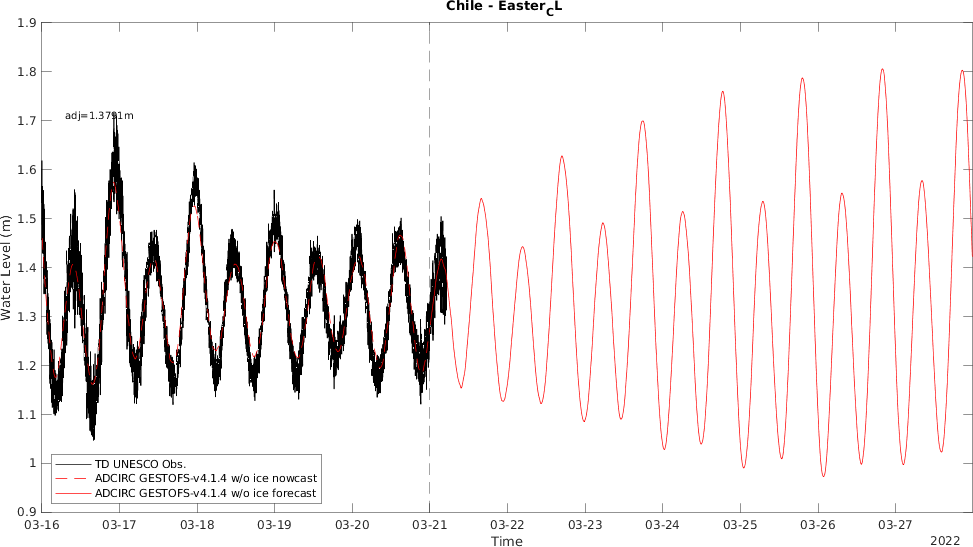 Chile - Easter_CL
1.9
1.8
1.7
1.6
1.5
1.4
1.3
1.2
1.1
1
0.9
Water Level (m)
adj=1.3791m
TD UNESCO Obs.
ADCIRC GESTOFS-v4.1.4 w/o ice nowcast
ADCIRC GESTOFS-v4.1.4 w/o ice forecast
03-16 03-17 03-18 03-19 03-20 03-21 03-22 03-23 03-24 03-25 03-26 03-27
Time
2022